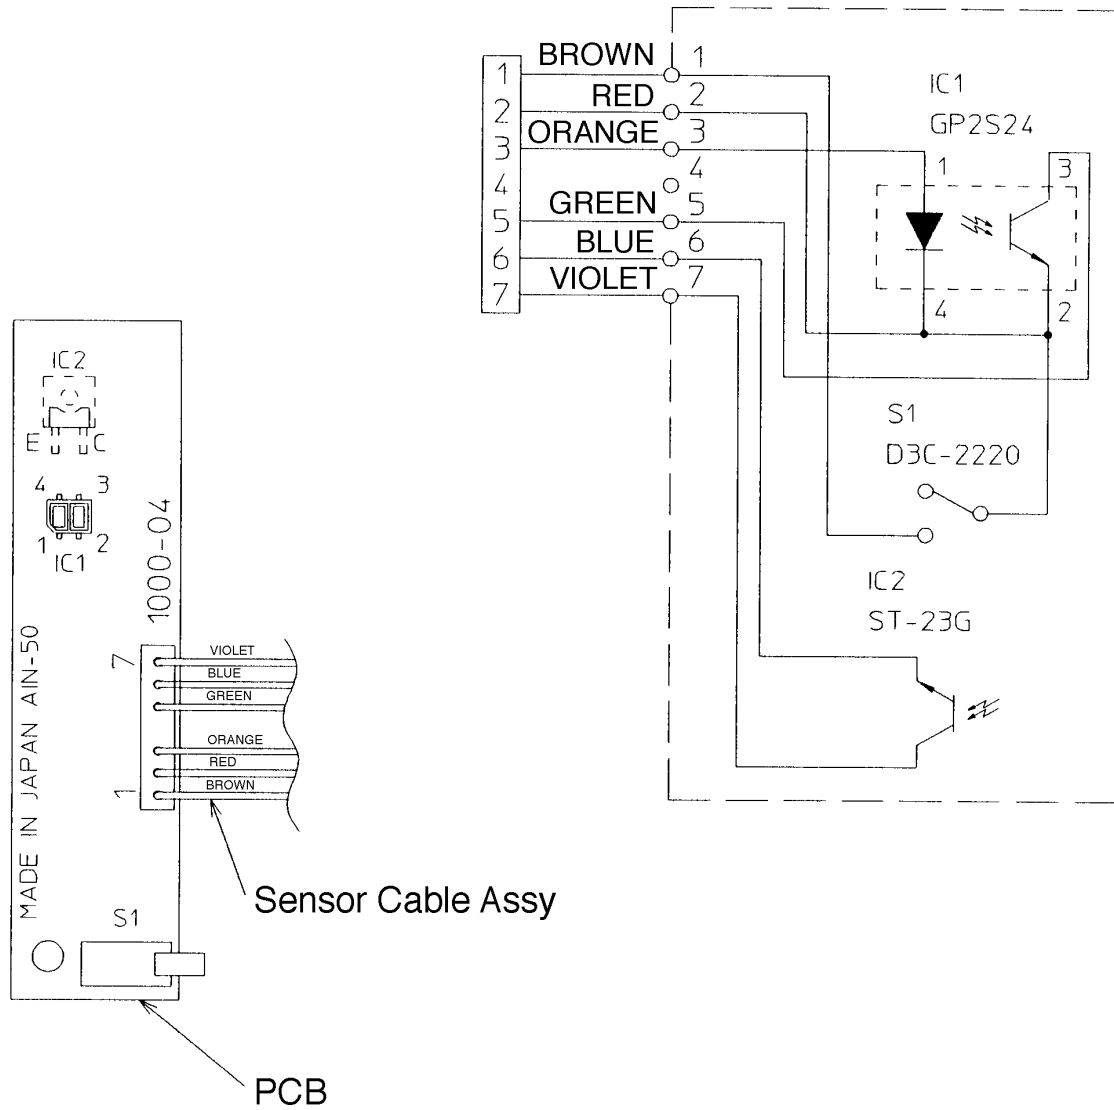 BROWN 1
1
RED 2
2
ORANGE 3
3
4
4
GREEN 5
5
BLUE 6
6
VIOLET 7
7
IC1
GP2S24
1 3
4 2
S1
D3C-2220
IC2
ST-23G
IC2
E C
4 3
1 2
IC1
1000-04
MADE IN JAPAN AIN-50
7
1
VIOLET
BLUE
GREEN
ORANGE
RED
BROWN
Sensor Cable Assy
S1
PCB